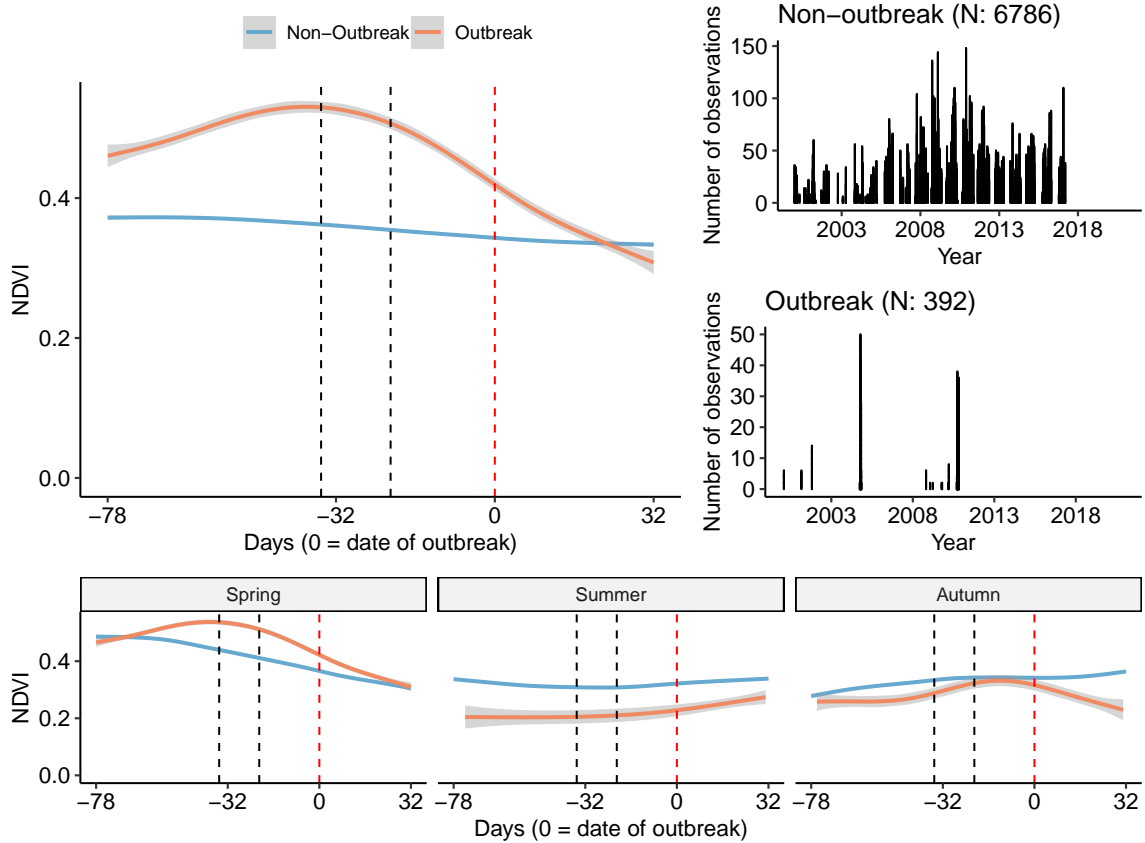 Non−Outbreak Outbreak
NDVI
0.4
0.2
0.0
−78 −32 0 32
Days (0 = date of outbreak)
Non−outbreak (N: 6786)
Number of observations
150
100
50
0
2003 2008 2013 2018
Year
Outbreak (N: 392)
Number of observations
50
40
30
20
10
0
2003 2008 2013 2018
Year
Spring Summer Autumn
NDVI
0.4
0.2
0.0
−78 −32 0 32 −78 −32 0 32 −78 −32 0 32
Days (0 = date of outbreak)